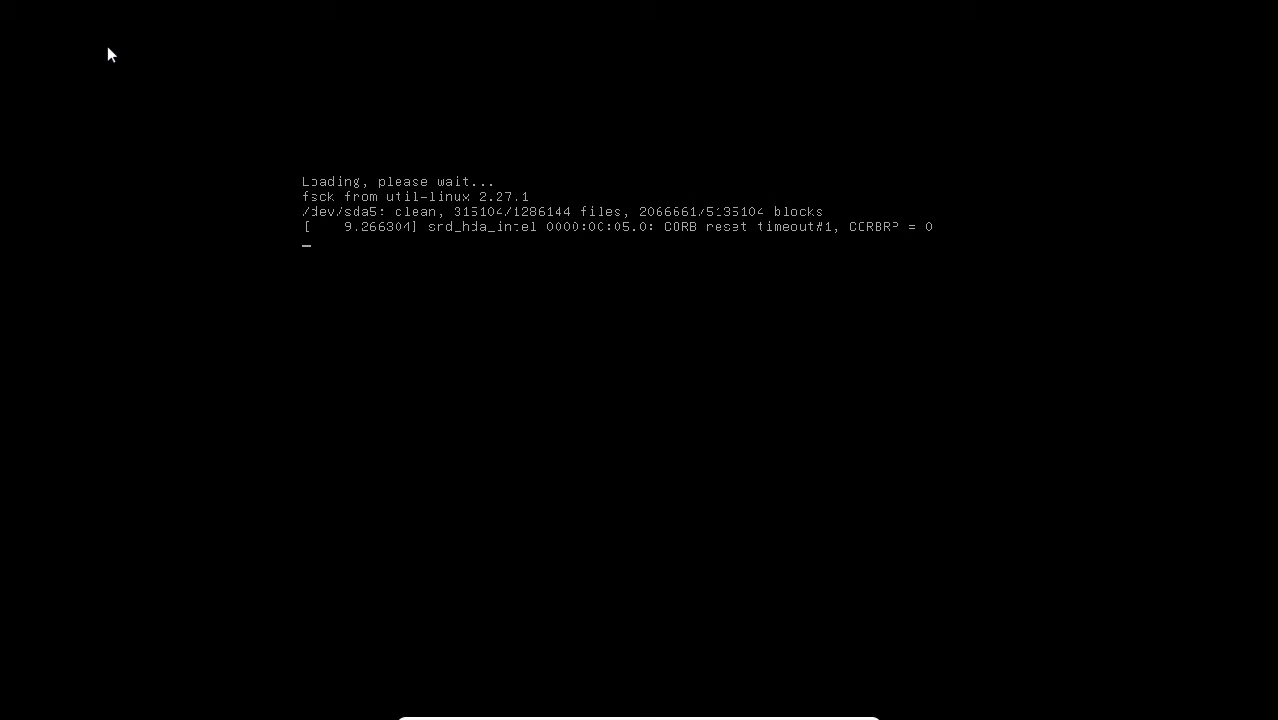 Loading, please wait...
fsck from util-linux 2.27.1
/dev/sda5: clean, 315104/1286144 files, 2066661/5135104 blocks
[    9.266304] snd_hda_intel 0000:00:05.0: CORB reset timeout#1, CORBRP = 0